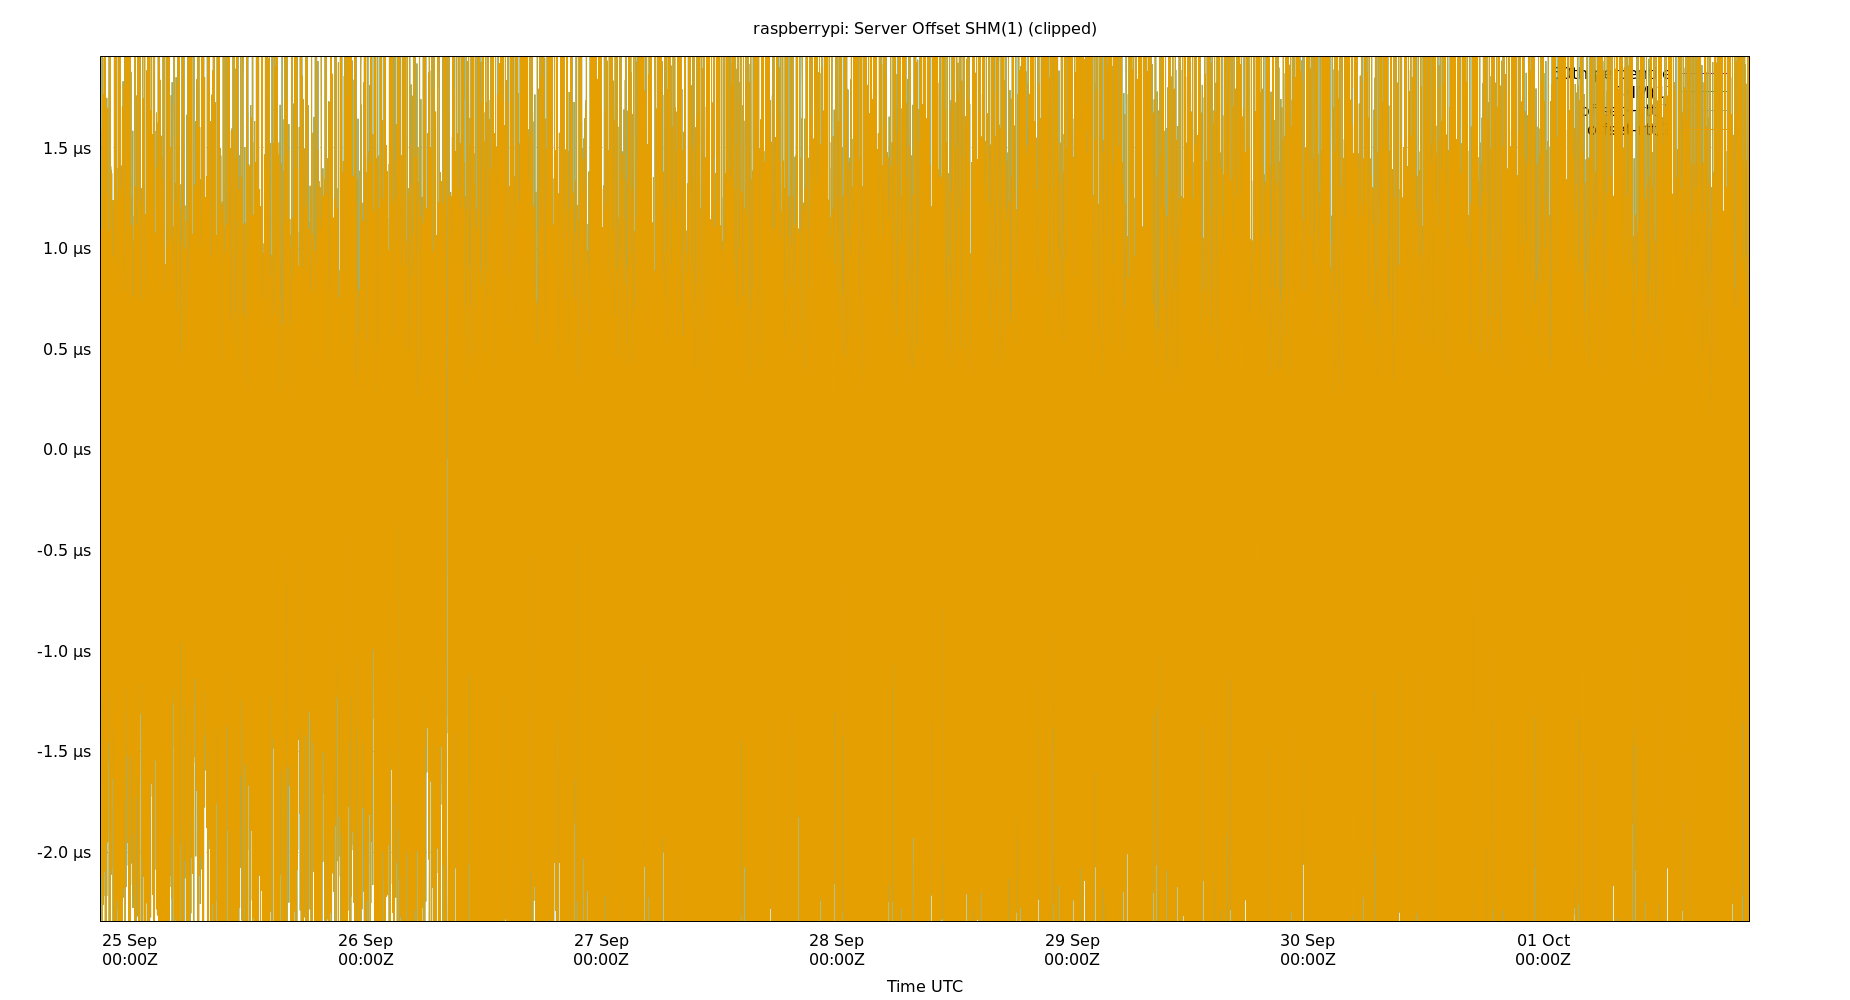 raspberrypi: Server Offset SHM(1) (clipped)
1.5 µs
1.0 µs
0.5 µs
0.0 µs
-0.5 µs
-1.0 µs
-1.5 µs
-2.0 µs
25 Sep
00:00Z
26 Sep
00:00Z
27 Sep
00:00Z
28 Sep
00:00Z
29 Sep
00:00Z
30 Sep
00:00Z
01 Oct
00:00Z
Time UTC